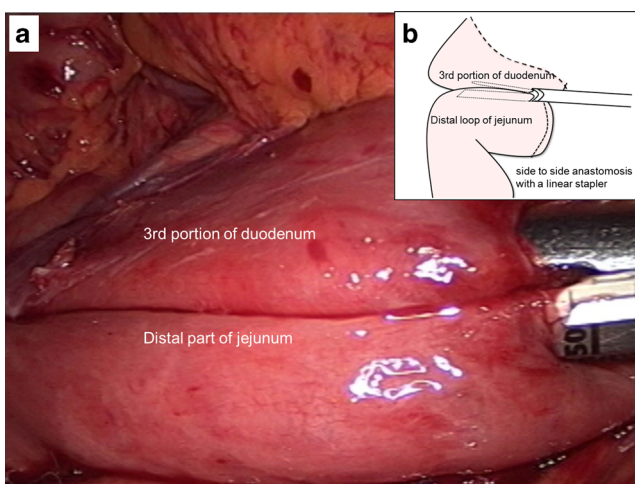 a
b
3rd portion of duodenum
Distal loop of jejunum
side to side anastomosis
with a linear stapler
3rd portion of duodenum
Distal part of jejunum
50